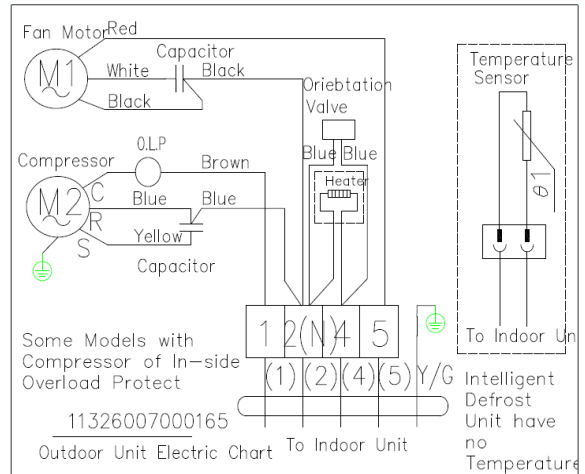 Fan Motor
Red
Capacitor
M1
White
Black
Black
Oriebtation
Valve
Temperature
Sensor
O.L.P
Compressor
Brown
Blue
Blue
Heater
M2
C
R
S
Blue
Blue
Yellow
Capacitor
θ1
1
2(N)
4
5
To Indoor Un
Some Models with
Compressor of In-side
Overload Protect
(1)
(2)
(4)
(5)
Y/G
Intelligent
Defrost
Unit have
no
Temperature
11326007000165
Outdoor Unit Electric Chart
To Indoor Unit